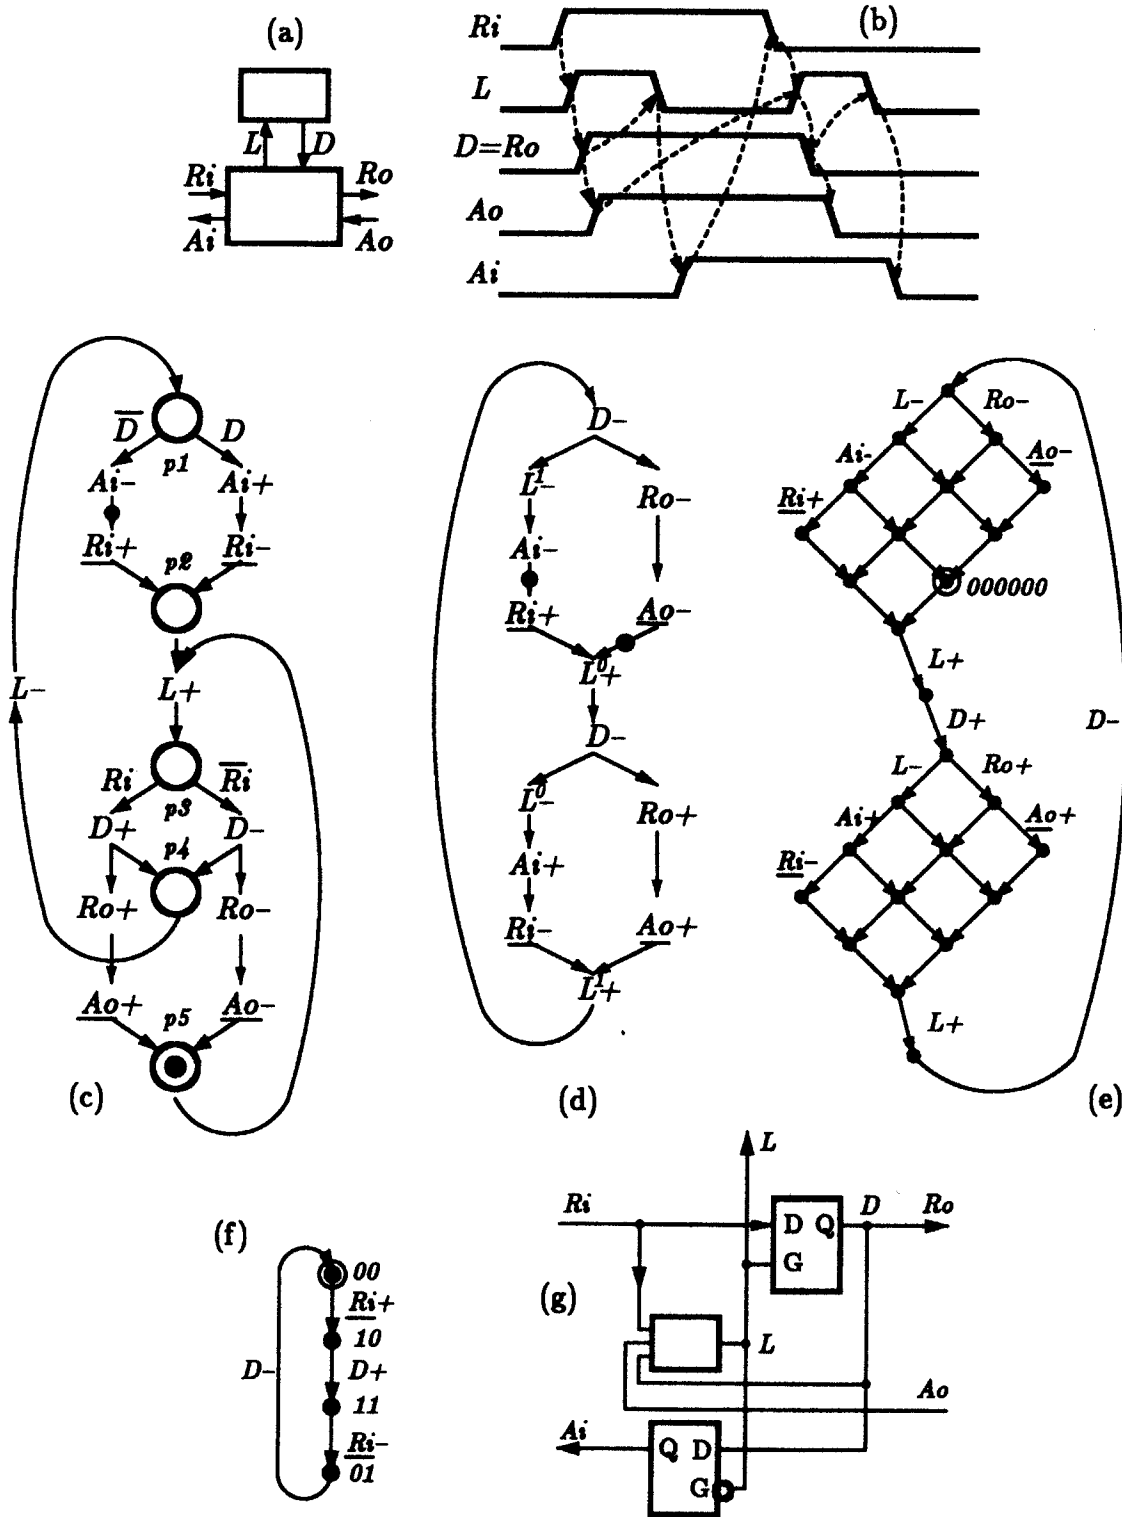 (a)
L D
Ri Ro
Ai Ao
(b)
Ri
L
D=Ro
Ao
Ai
D̅ D
p1
Ai- Ai+
Ri+ p2 Ri-
L- L+
Ri R̅i̅
p3
D+ p4 D-
Ro+ Ro-
Ao+ p5 Ao-
(c)
D-
L¹-
Ro-
Ai-
Ri+ Ao-
L⁰+
D-
L⁰-
Ro+
Ai+
Ri- Ao+
L¹+
(d)
L- Ro-
Ai- Ao-
Ri+
000000
L+
D+ D-
L- Ro+
Ai+ Ao+
Ri-
L+
(e)
(f)
00
Ri+
10
D- D+
11
Ri-
01
(g)
L
Ri D Ro
D Q
G
L
Ao
Ai
Q D
G